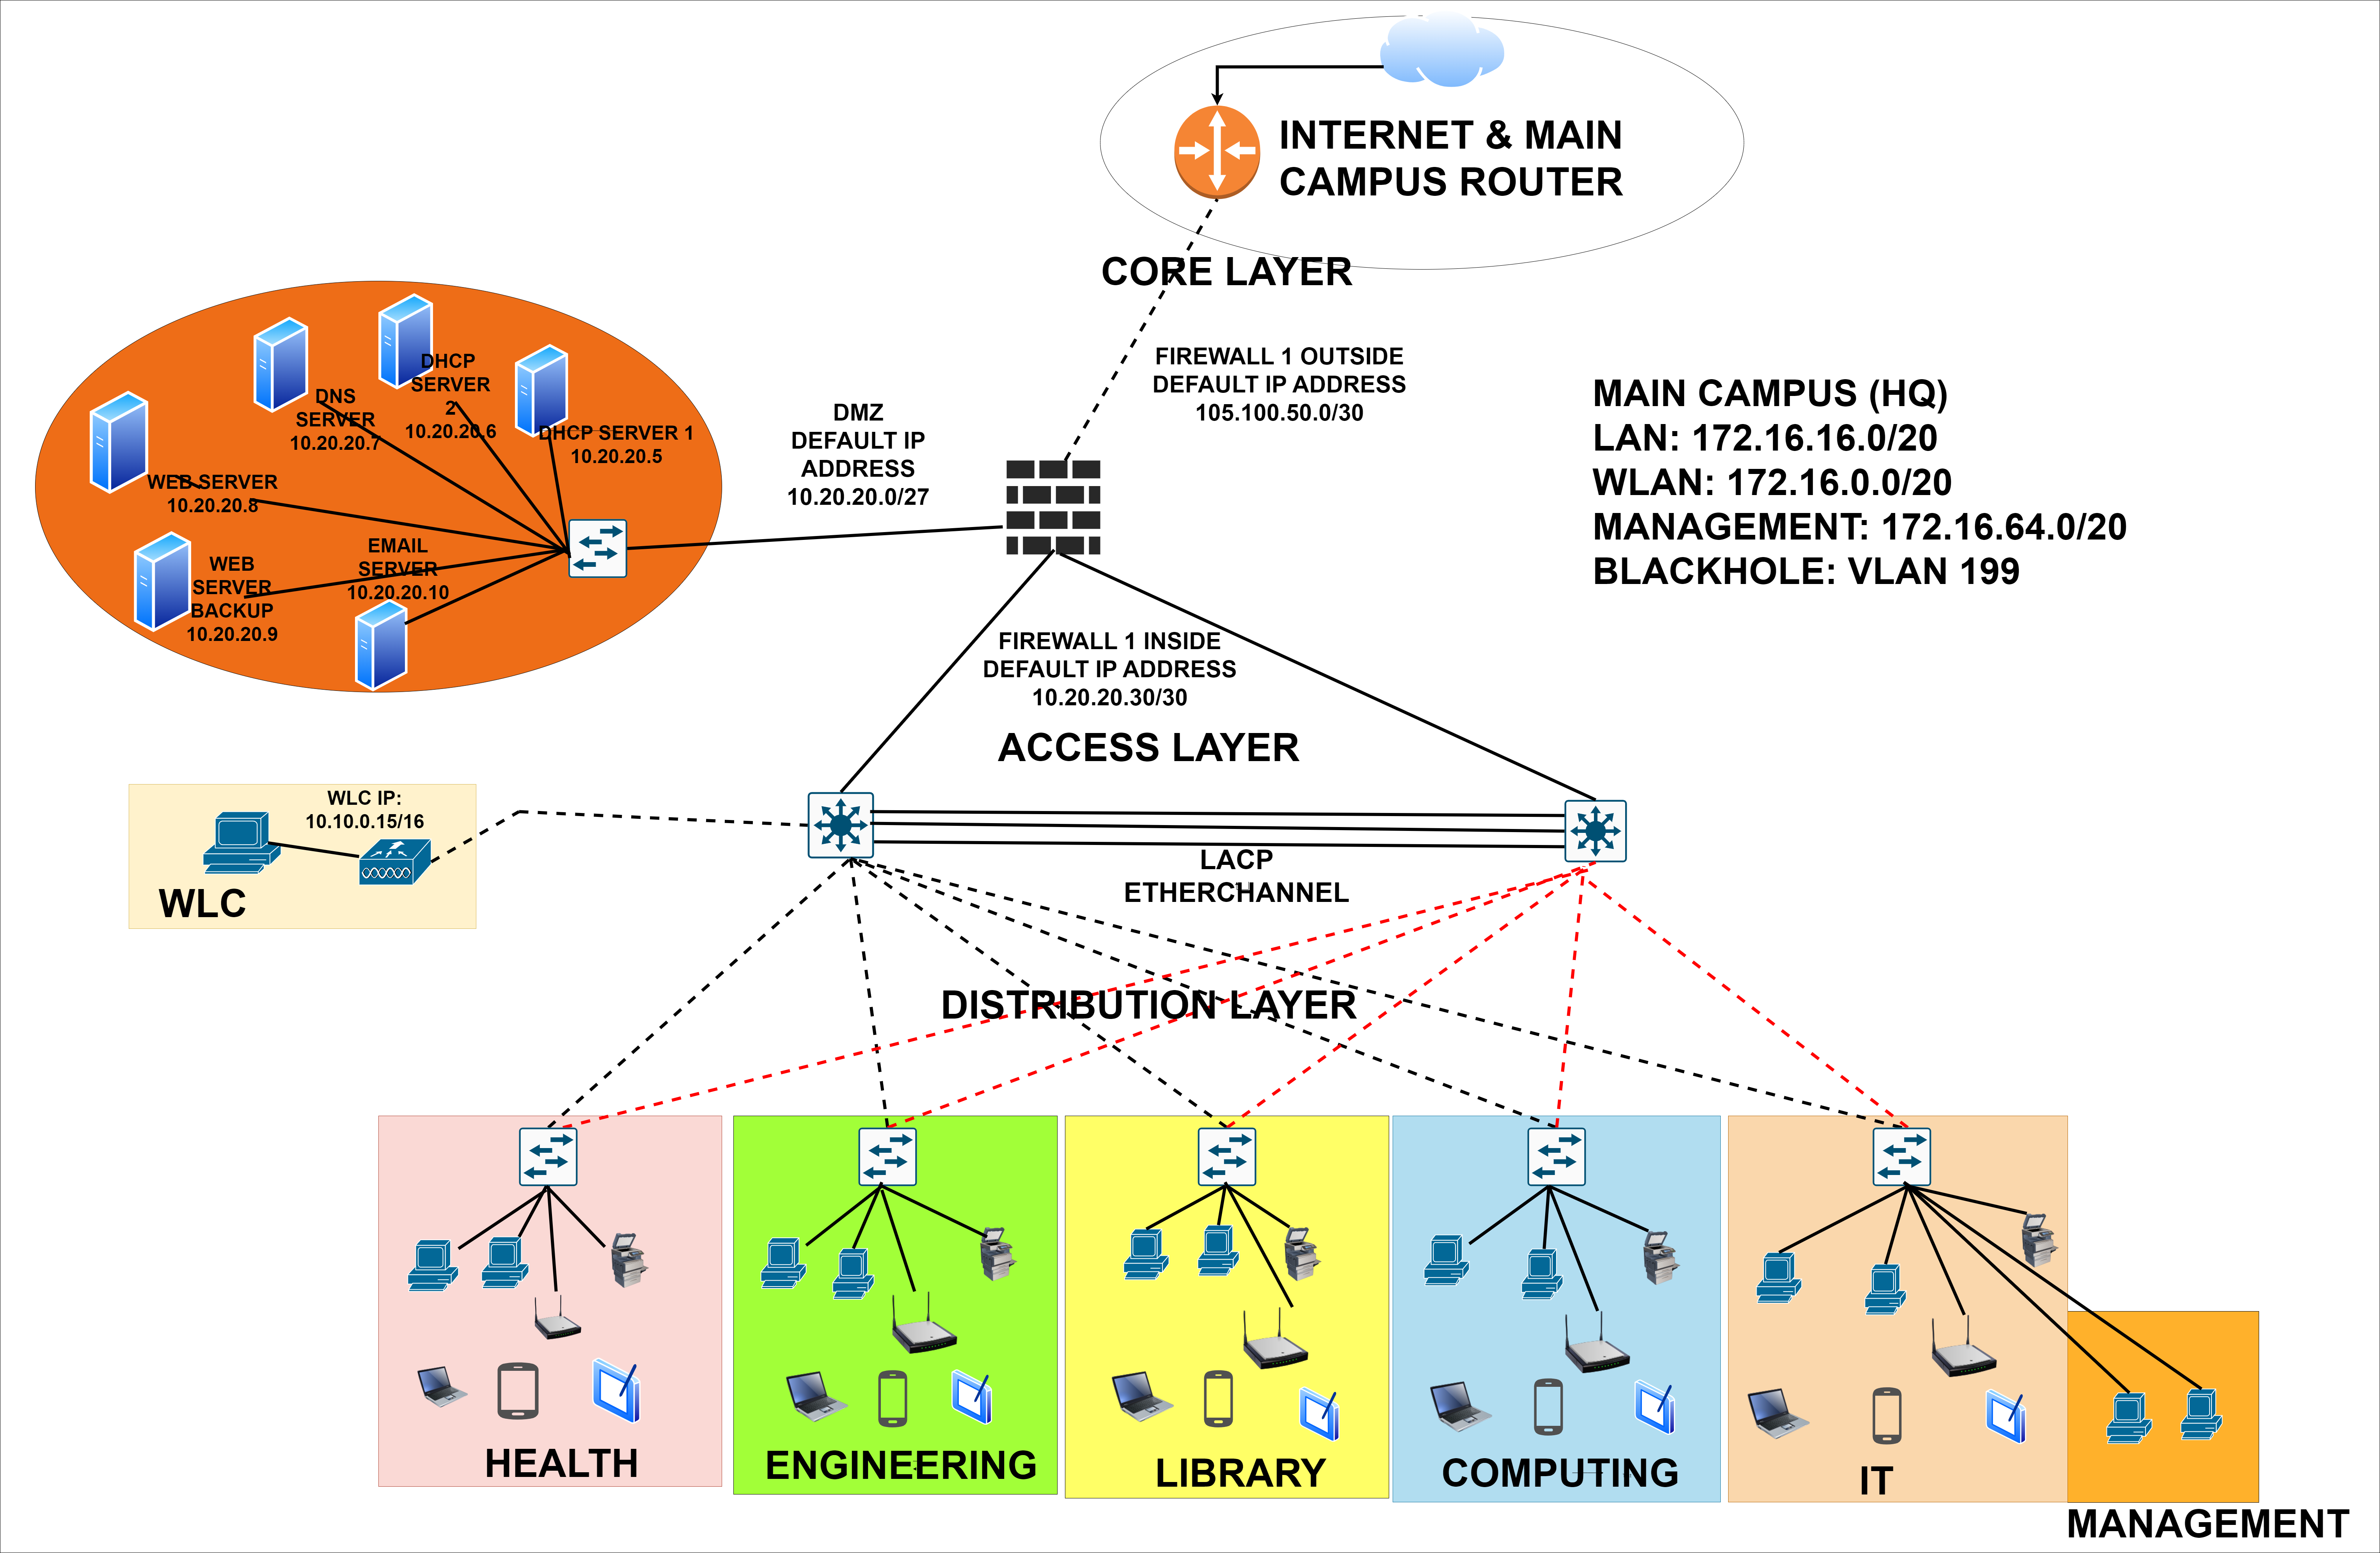 INTERNET & MAIN
CAMPUS ROUTER
CORE LAYER
FIREWALL 1 OUTSIDE
DEFAULT IP ADDRESS
105.100.50.0/30
MAIN CAMPUS (HQ)
LAN: 172.16.16.0/20
WLAN: 172.16.0.0/20
MANAGEMENT: 172.16.64.0/20
BLACKHOLE: VLAN 199
DMZ
DEFAULT IP
ADDRESS
10.20.20.0/27
DHCP
SERVER
2
10.20.20.6
DNS
SERVER
10.20.20.7
DHCP SERVER 1
10.20.20.5
WEB SERVER
10.20.20.8
EMAIL
SERVER
10.20.20.10
WEB
SERVER
BACKUP
10.20.20.9
FIREWALL 1 INSIDE
DEFAULT IP ADDRESS
10.20.20.30/30
ACCESS LAYER
WLC IP:
10.10.0.15/16
WLC
LACP
ETHERCHANNEL
DISTRIBUTION LAYER
HEALTH
ENGINEERING
LIBRARY
COMPUTING
IT
MANAGEMENT